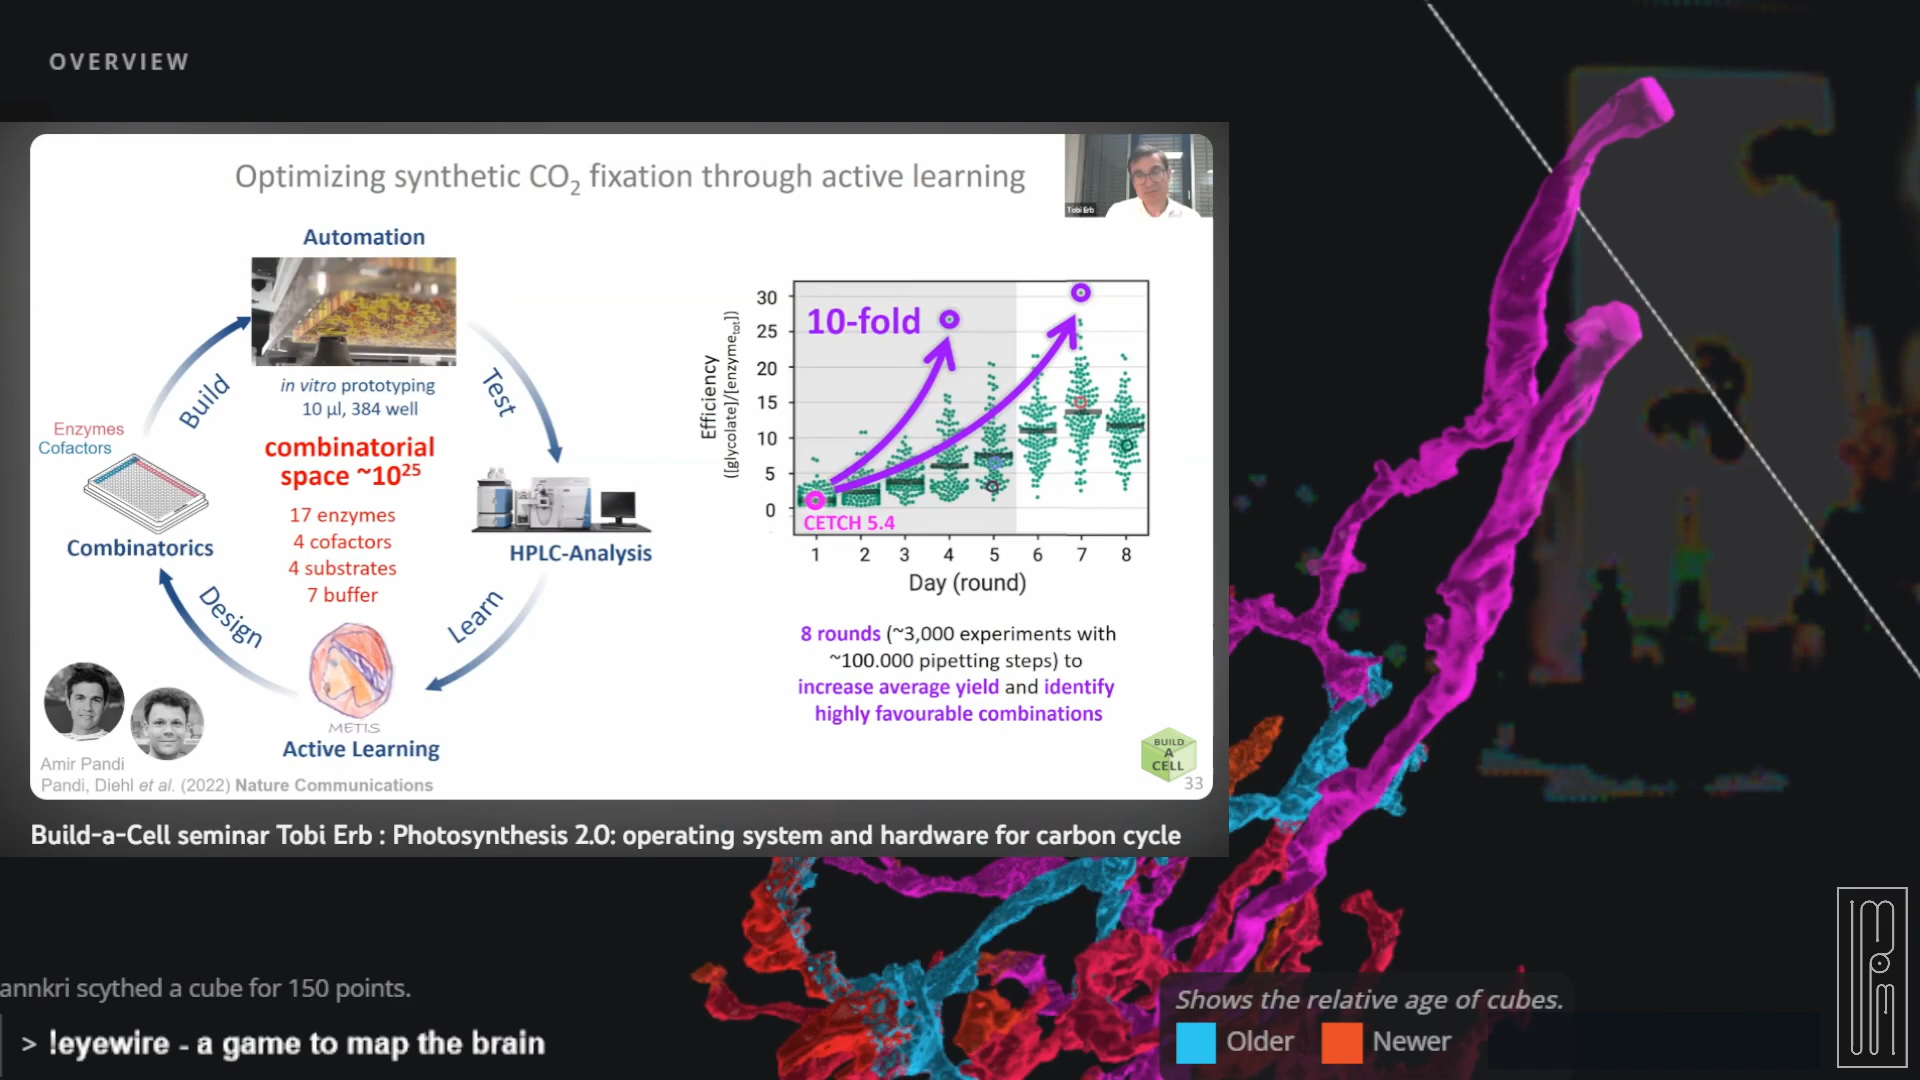 OVERVIEW
Optimizing synthetic CO2 fixation through active learning
Tobi Erb
Automation
in vitro prototyping
10 µl, 384 well
Build
Test
Enzymes
Cofactors
combinatorial
space ~10²⁵
17 enzymes
4 cofactors
4 substrates
7 buffer
Combinatorics
HPLC-Analysis
Design
Learn
METIS
Active Learning
Amir Pandi
Pandi, Diehl et al. (2022) Nature Communications
Efficiency
([glycolate]/[enzyme_tot])
30
25
20
15
10
5
0
10-fold
CETCH 5.4
1 2 3 4 5 6 7 8
Day (round)
8 rounds (~3,000 experiments with
~100.000 pipetting steps) to
increase average yield and identify
highly favourable combinations
BUILD
A
CELL
33
Build-a-Cell seminar Tobi Erb : Photosynthesis 2.0: operating system and hardware for carbon cycle
annkri scythed a cube for 150 points.
> !eyewire - a game to map the brain
Shows the relative age of cubes.
Older Newer